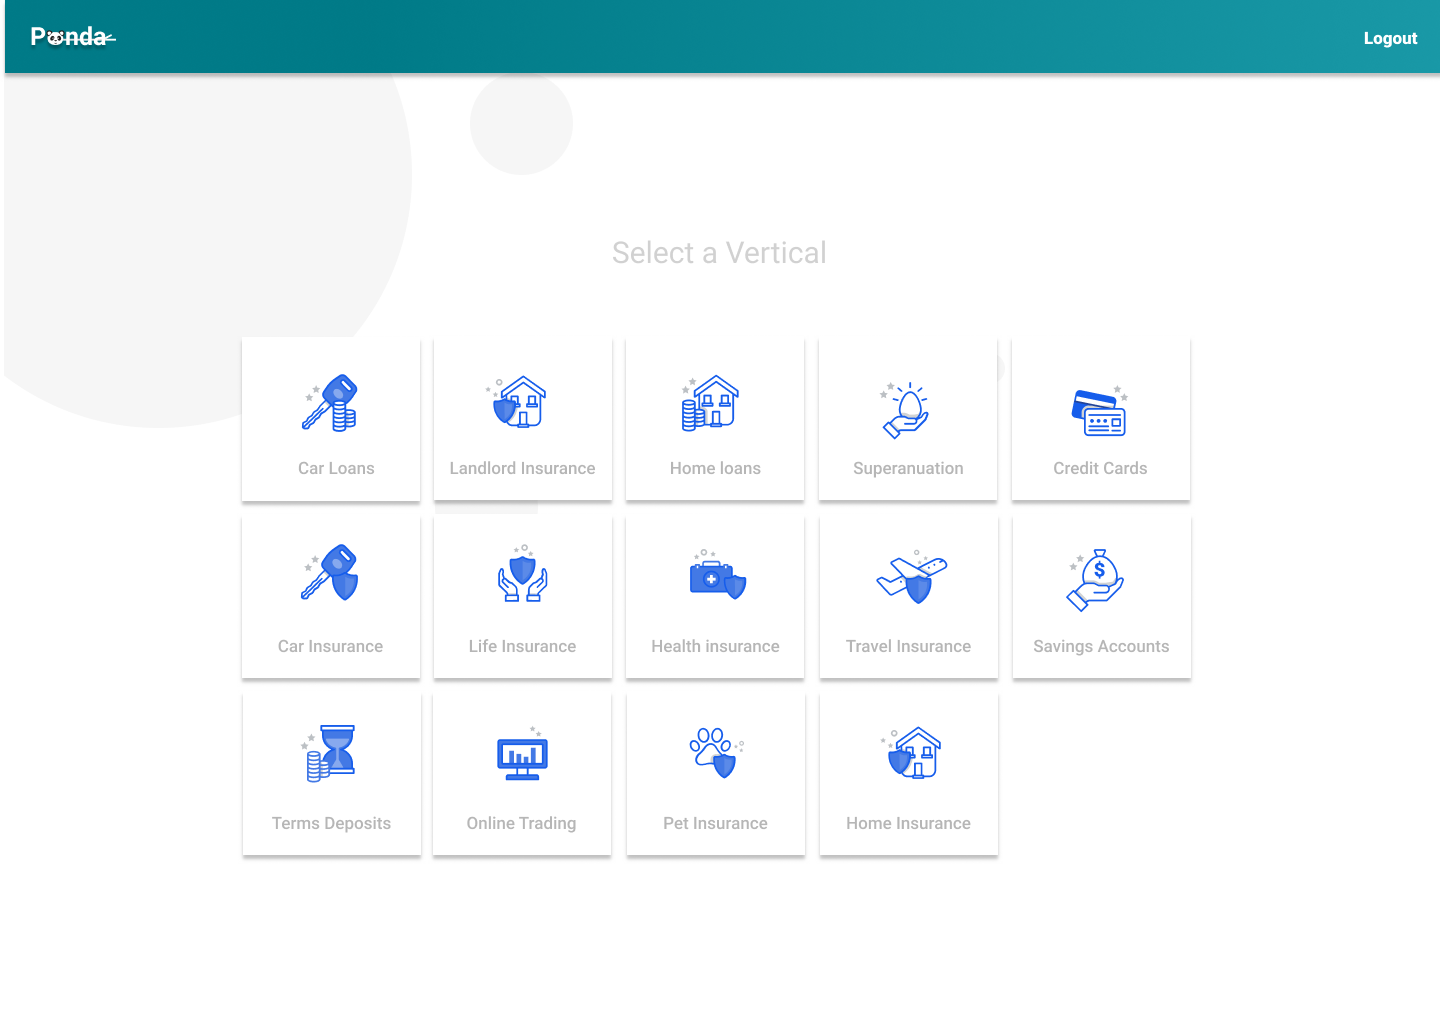 Panda
Logout
Select a Vertical
Car Loans
Landlord Insurance
Home loans
Superanuation
Credit Cards
Car Insurance
Life Insurance
Health insurance
Travel Insurance
$
Savings Accounts
Terms Deposits
Online Trading
Pet Insurance
Home Insurance